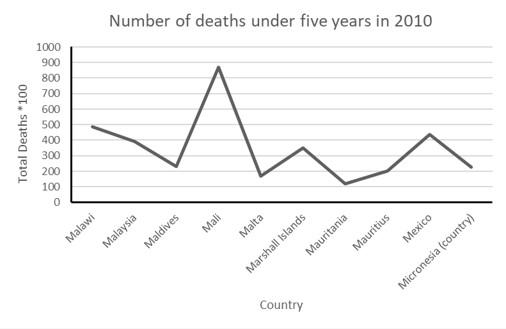 Number of deaths under five years in 2010
1000
900
800
700
600
500
400
300
200
100
0
Total Deaths *100
Malawi
Malaysia
Maldives
Mali
Malta
Marshall Islands
Mauritania
Mauritius
Mexico
Micronesia (country)
Country